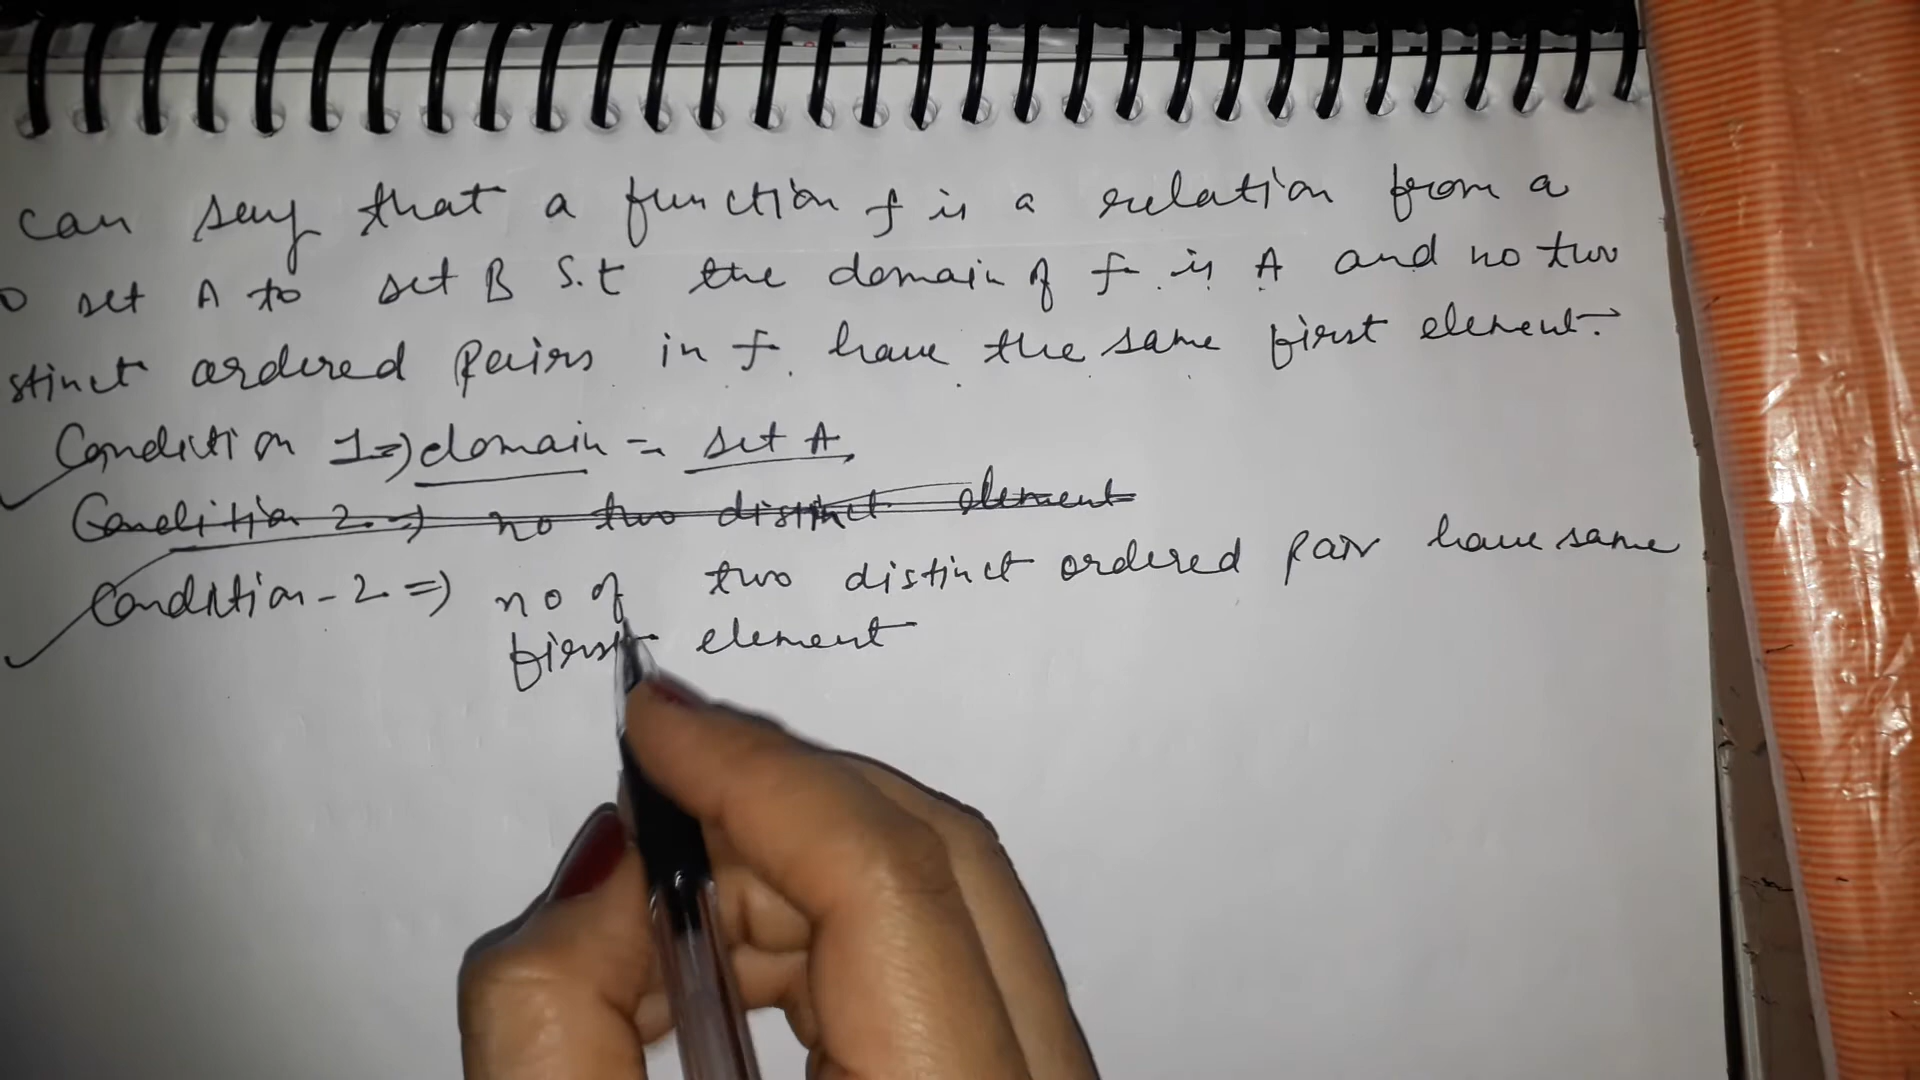 can say that a function f is a relation from a
set A to set B S.t the domain of f is A and no two
stinct ordered pairs in f have the same first element.
Condition 1 => domain = set A,
Condition 2 => no two distinct element
Condition - 2 => no of two distinct ordered pair have same
first element